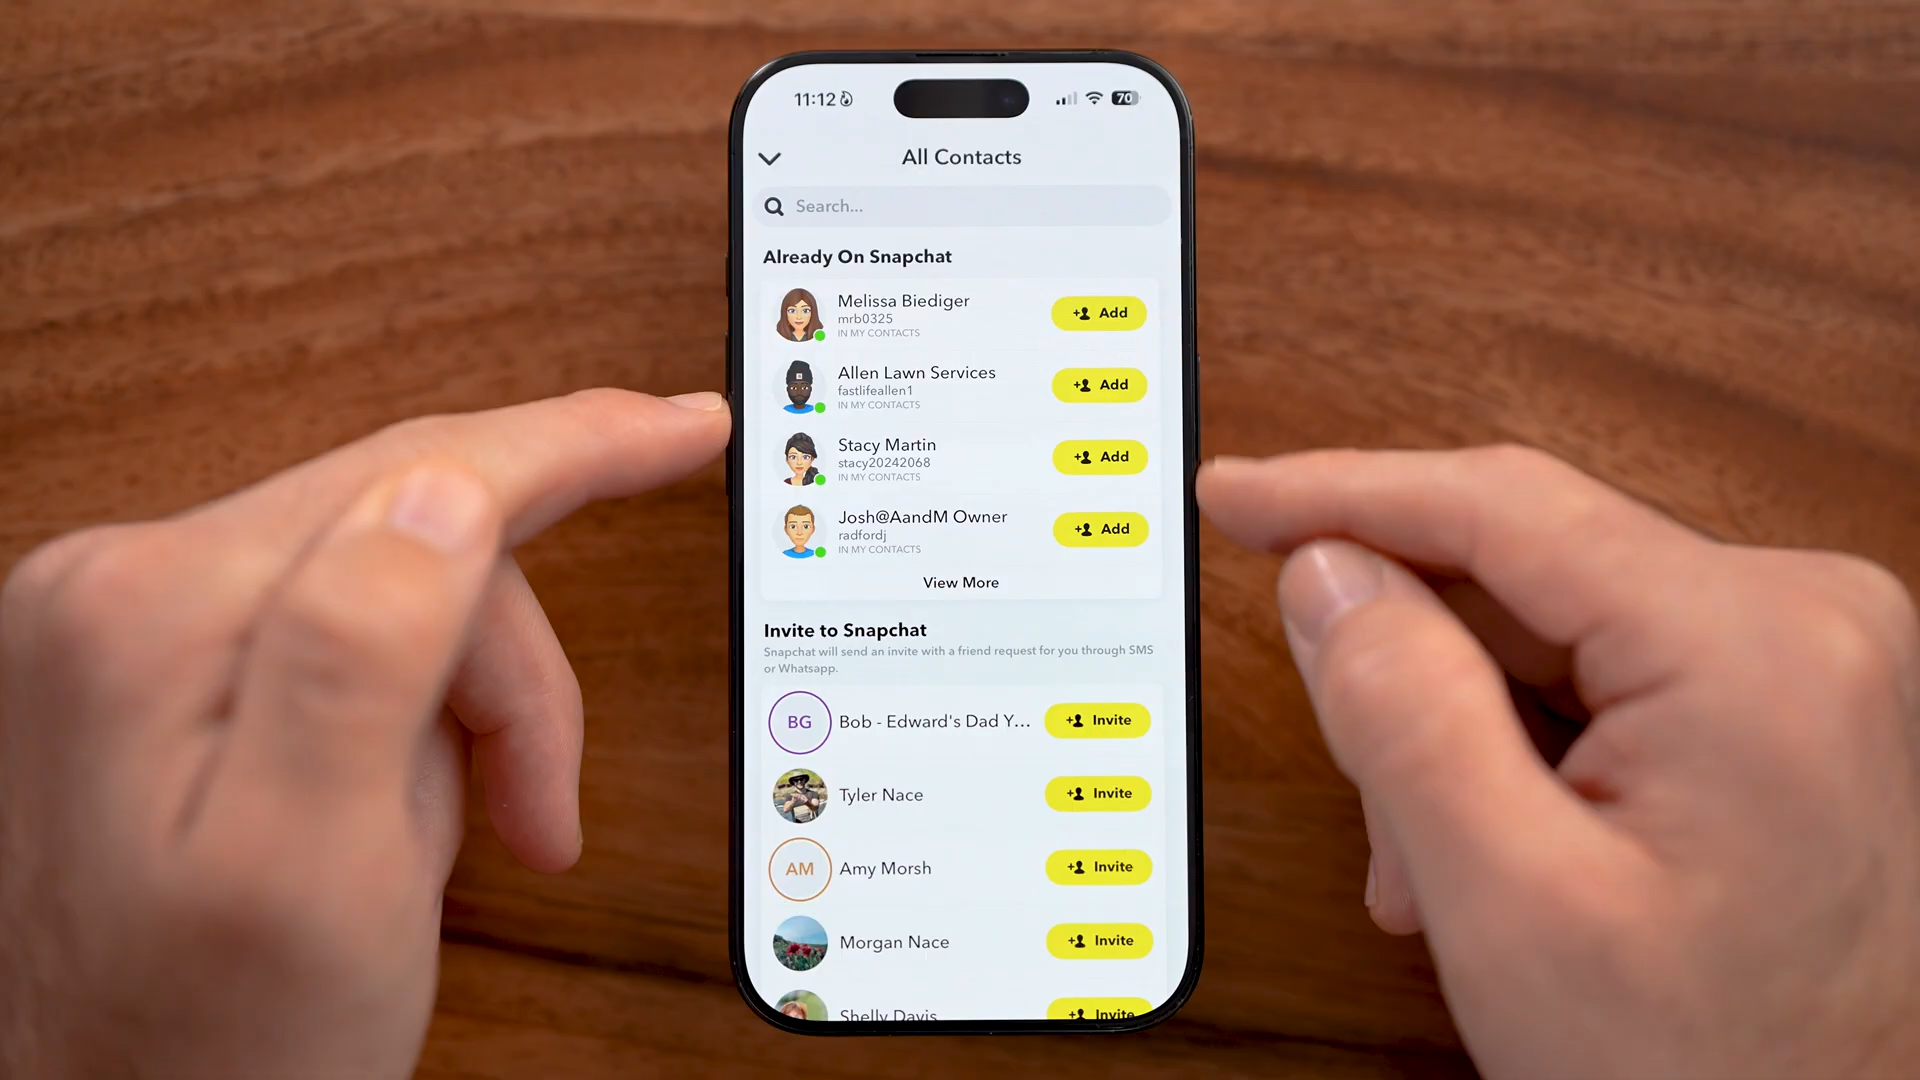 11:12
70
All Contacts
Search...
Already On Snapchat
Melissa Biediger
mrb0325
IN MY CONTACTS
Add
Allen Lawn Services
fastlifeallen1
IN MY CONTACTS
Add
Stacy Martin
stacy20242068
IN MY CONTACTS
Add
Josh@AandM Owner
radfordj
IN MY CONTACTS
Add
View More
Invite to Snapchat
Snapchat will send an invite with a friend request for you through SMS
or Whatsapp.
BG
Bob - Edward's Dad Y...
Invite
Tyler Nace
Invite
AM
Amy Morsh
Invite
Morgan Nace
Invite
Shelly Davis
Invite